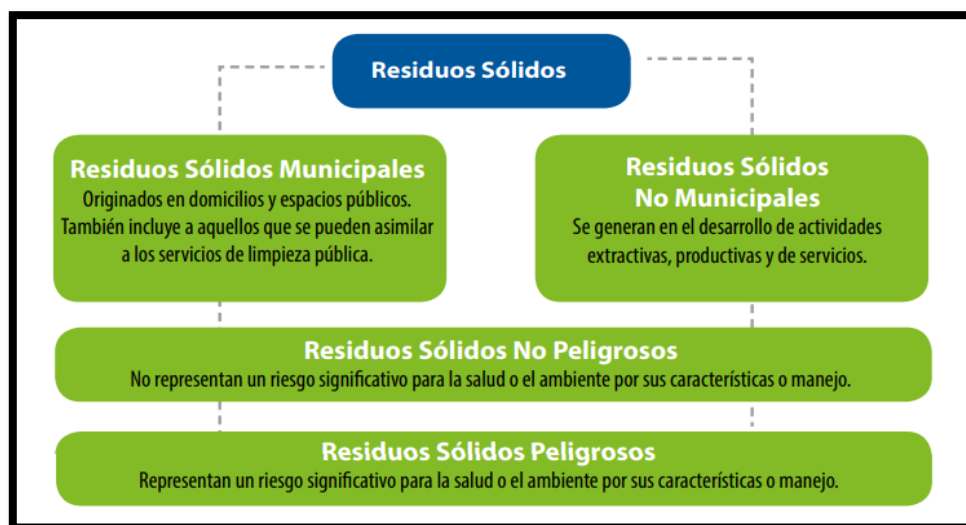 Residuos Sólidos
Residuos Sólidos Municipales
Originados en domicilios y espacios públicos.
También incluye a aquellos que se pueden asimilar
a los servicios de limpieza pública.
Residuos Sólidos
No Municipales
Se generan en el desarrollo de actividades
extractivas, productivas y de servicios.
Residuos Sólidos No Peligrosos
No representan un riesgo significativo para la salud o el ambiente por sus características o manejo.
Residuos Sólidos Peligrosos
Representan un riesgo significativo para la salud o el ambiente por sus características o manejo.